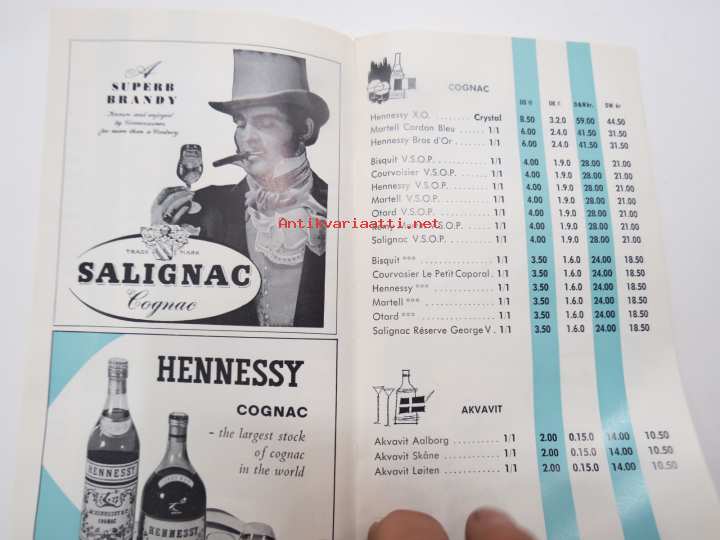 A
SUPERB
BRANDY
Known and enjoyed
by Connoisseurs
for more than a Century
TRADE MARK
SALIGNAC
Cognac
HENNESSY
COGNAC
- the largest stock
of cognac
in the world
HENNESSY
COGNAC
HENNESSY
COGNAC
US $ DKr. SW kr
Hennessy X.O. ........ Crystal 8.50 3.2.0 59.00 44.50
Martell Cordon Bleu ....... 1/1 6.00 2.4.0 41.50 31.50
Hennessy Bras d'Or ....... 1/1 6.00 2.4.0 41.50 31.50
Bisquit V.S.O.P. ........... 1/1 4.00 1.9.0 28.00 21.00
Courvoisier V.S.O.P. ....... 1/1 4.00 1.9.0 28.00 21.00
Hennessy V.S.O.P. ......... 1/1 4.00 1.9.0 28.00 21.00
Martell V.S.O.P. ........... 1/1 4.00 1.9.0 28.00 21.00
Otard V.S.O.P. ............ 1/1 4.00 1.9.0 28.00 21.00
V.S.O.P. 1/1 4.00 1.9.0 28.00 21.00
Salignac V.S.O.P. .......... 1/1 4.00 1.9.0 28.00 21.00
Bisquit *** ................ 1/1 3.50 1.6.0 24.00 18.50
Courvoisier Le Petit Caporal . 1/1 3.50 1.6.0 24.00 18.50
Hennessy *** .............. 1/1 3.50 1.6.0 24.00 18.50
Martell *** ................ 1/1 3.50 1.6.0 24.00 18.50
Otard *** ................. 1/1 3.50 1.6.0 24.00 18.50
Salignac Réserve George V . 1/1 3.50 1.6.0 24.00 18.50
AKVAVIT
Akvavit Aalborg ........... 1/1 2.00 0.15.0 14.00 10.50
Akvavit Skåne ............. 1/1 2.00 0.15.0 14.00 10.50
Akvavit Løiten ............. 1/1 2.00 0.15.0 14.00 10.50
Antikvariaatti.net